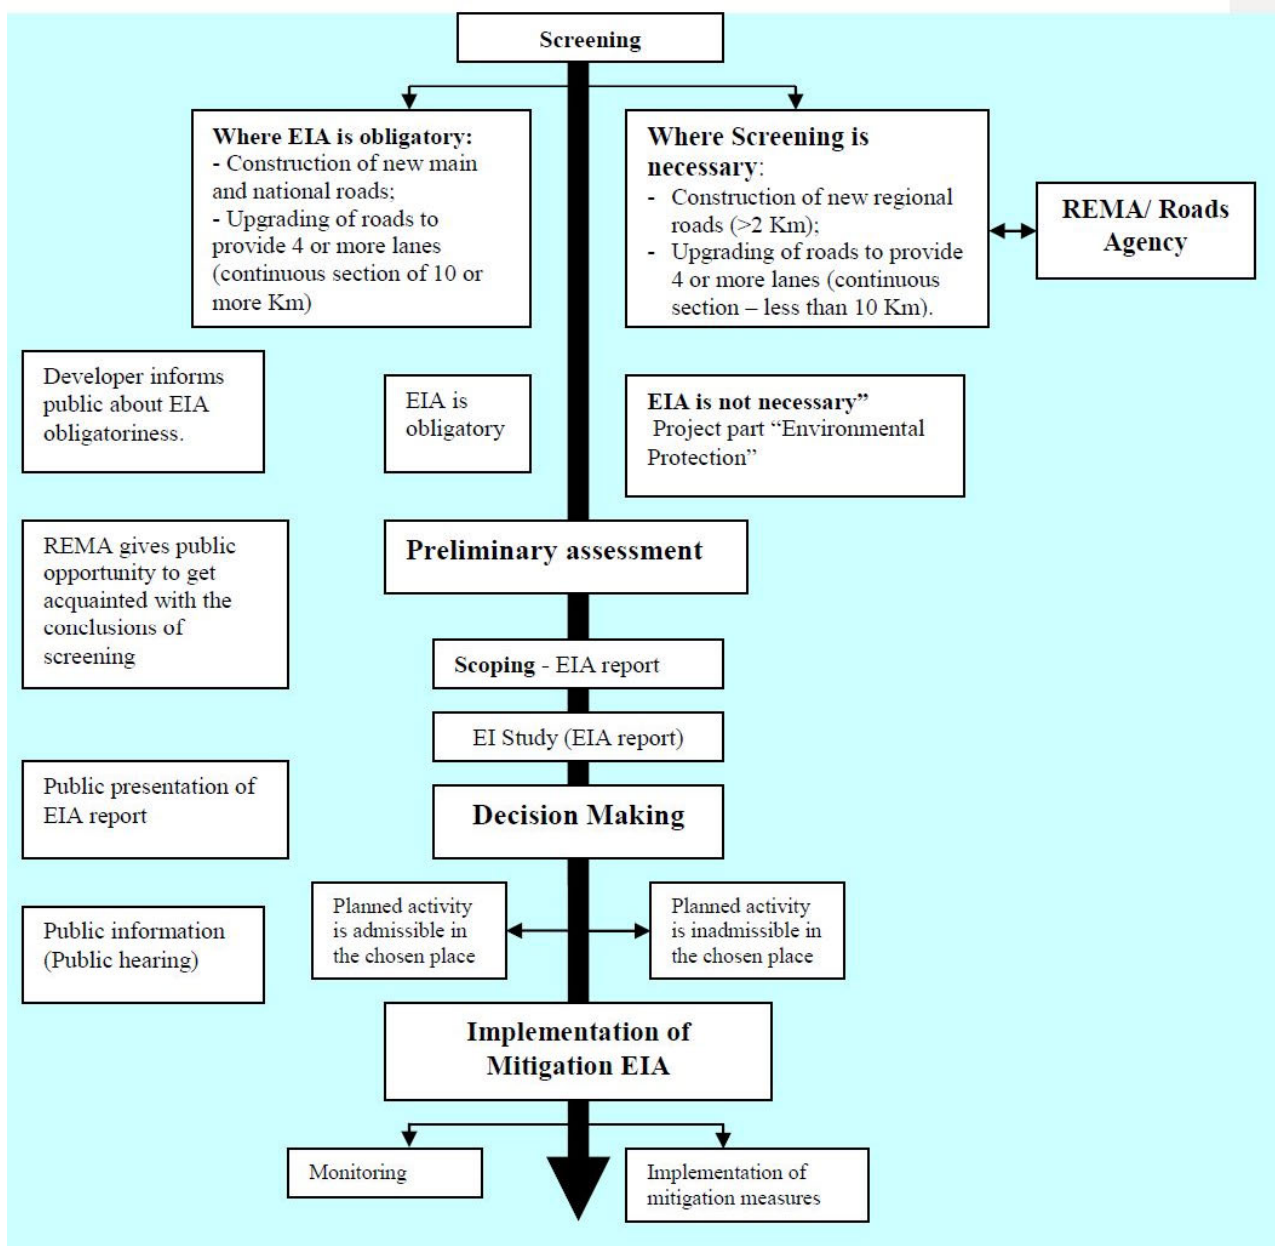 Screening
Where EIA is obligatory:
- Construction of new main
and national roads;
- Upgrading of roads to
provide 4 or more lanes
(continuous section of 10 or
more Km)
Where Screening is
necessary:
- Construction of new regional
roads (>2 Km);
- Upgrading of roads to provide
4 or more lanes (continuous
section – less than 10 Km).
REMA/ Roads
Agency
Developer informs
public about EIA
obligatoriness.
EIA is
obligatory
EIA is not necessary”
Project part “Environmental
Protection”
REMA gives public
opportunity to get
acquainted with the
conclusions of
screening
Preliminary assessment
Scoping - EIA report
EI Study (EIA report)
Public presentation of
EIA report
Decision Making
Public information
(Public hearing)
Planned activity
is admissible in
the chosen place
Planned activity
is inadmissible in
the chosen place
Implementation of
Mitigation EIA
Monitoring
Implementation of
mitigation measures